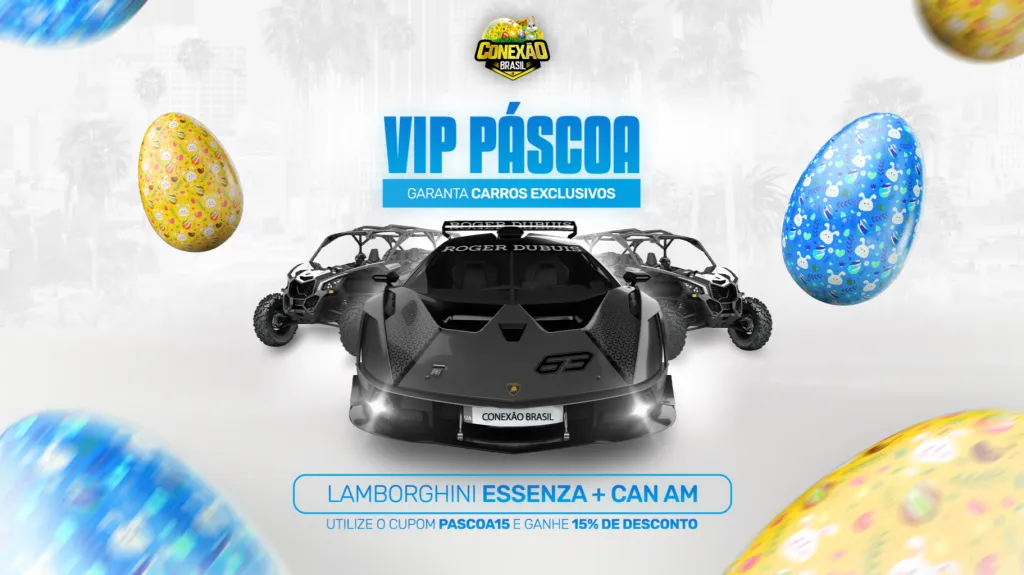 CONEXÃO
BRASIL
VIP PÁSCOA
GARANTA CARROS EXCLUSIVOS
ROGER DUBUIS
ROGER DUBUIS
63
CONEXÃO BRASIL
LAMBORGHINI ESSENZA + CAN AM
UTILIZE O CUPOM PASCOA15 E GANHE 15% DE DESCONTO